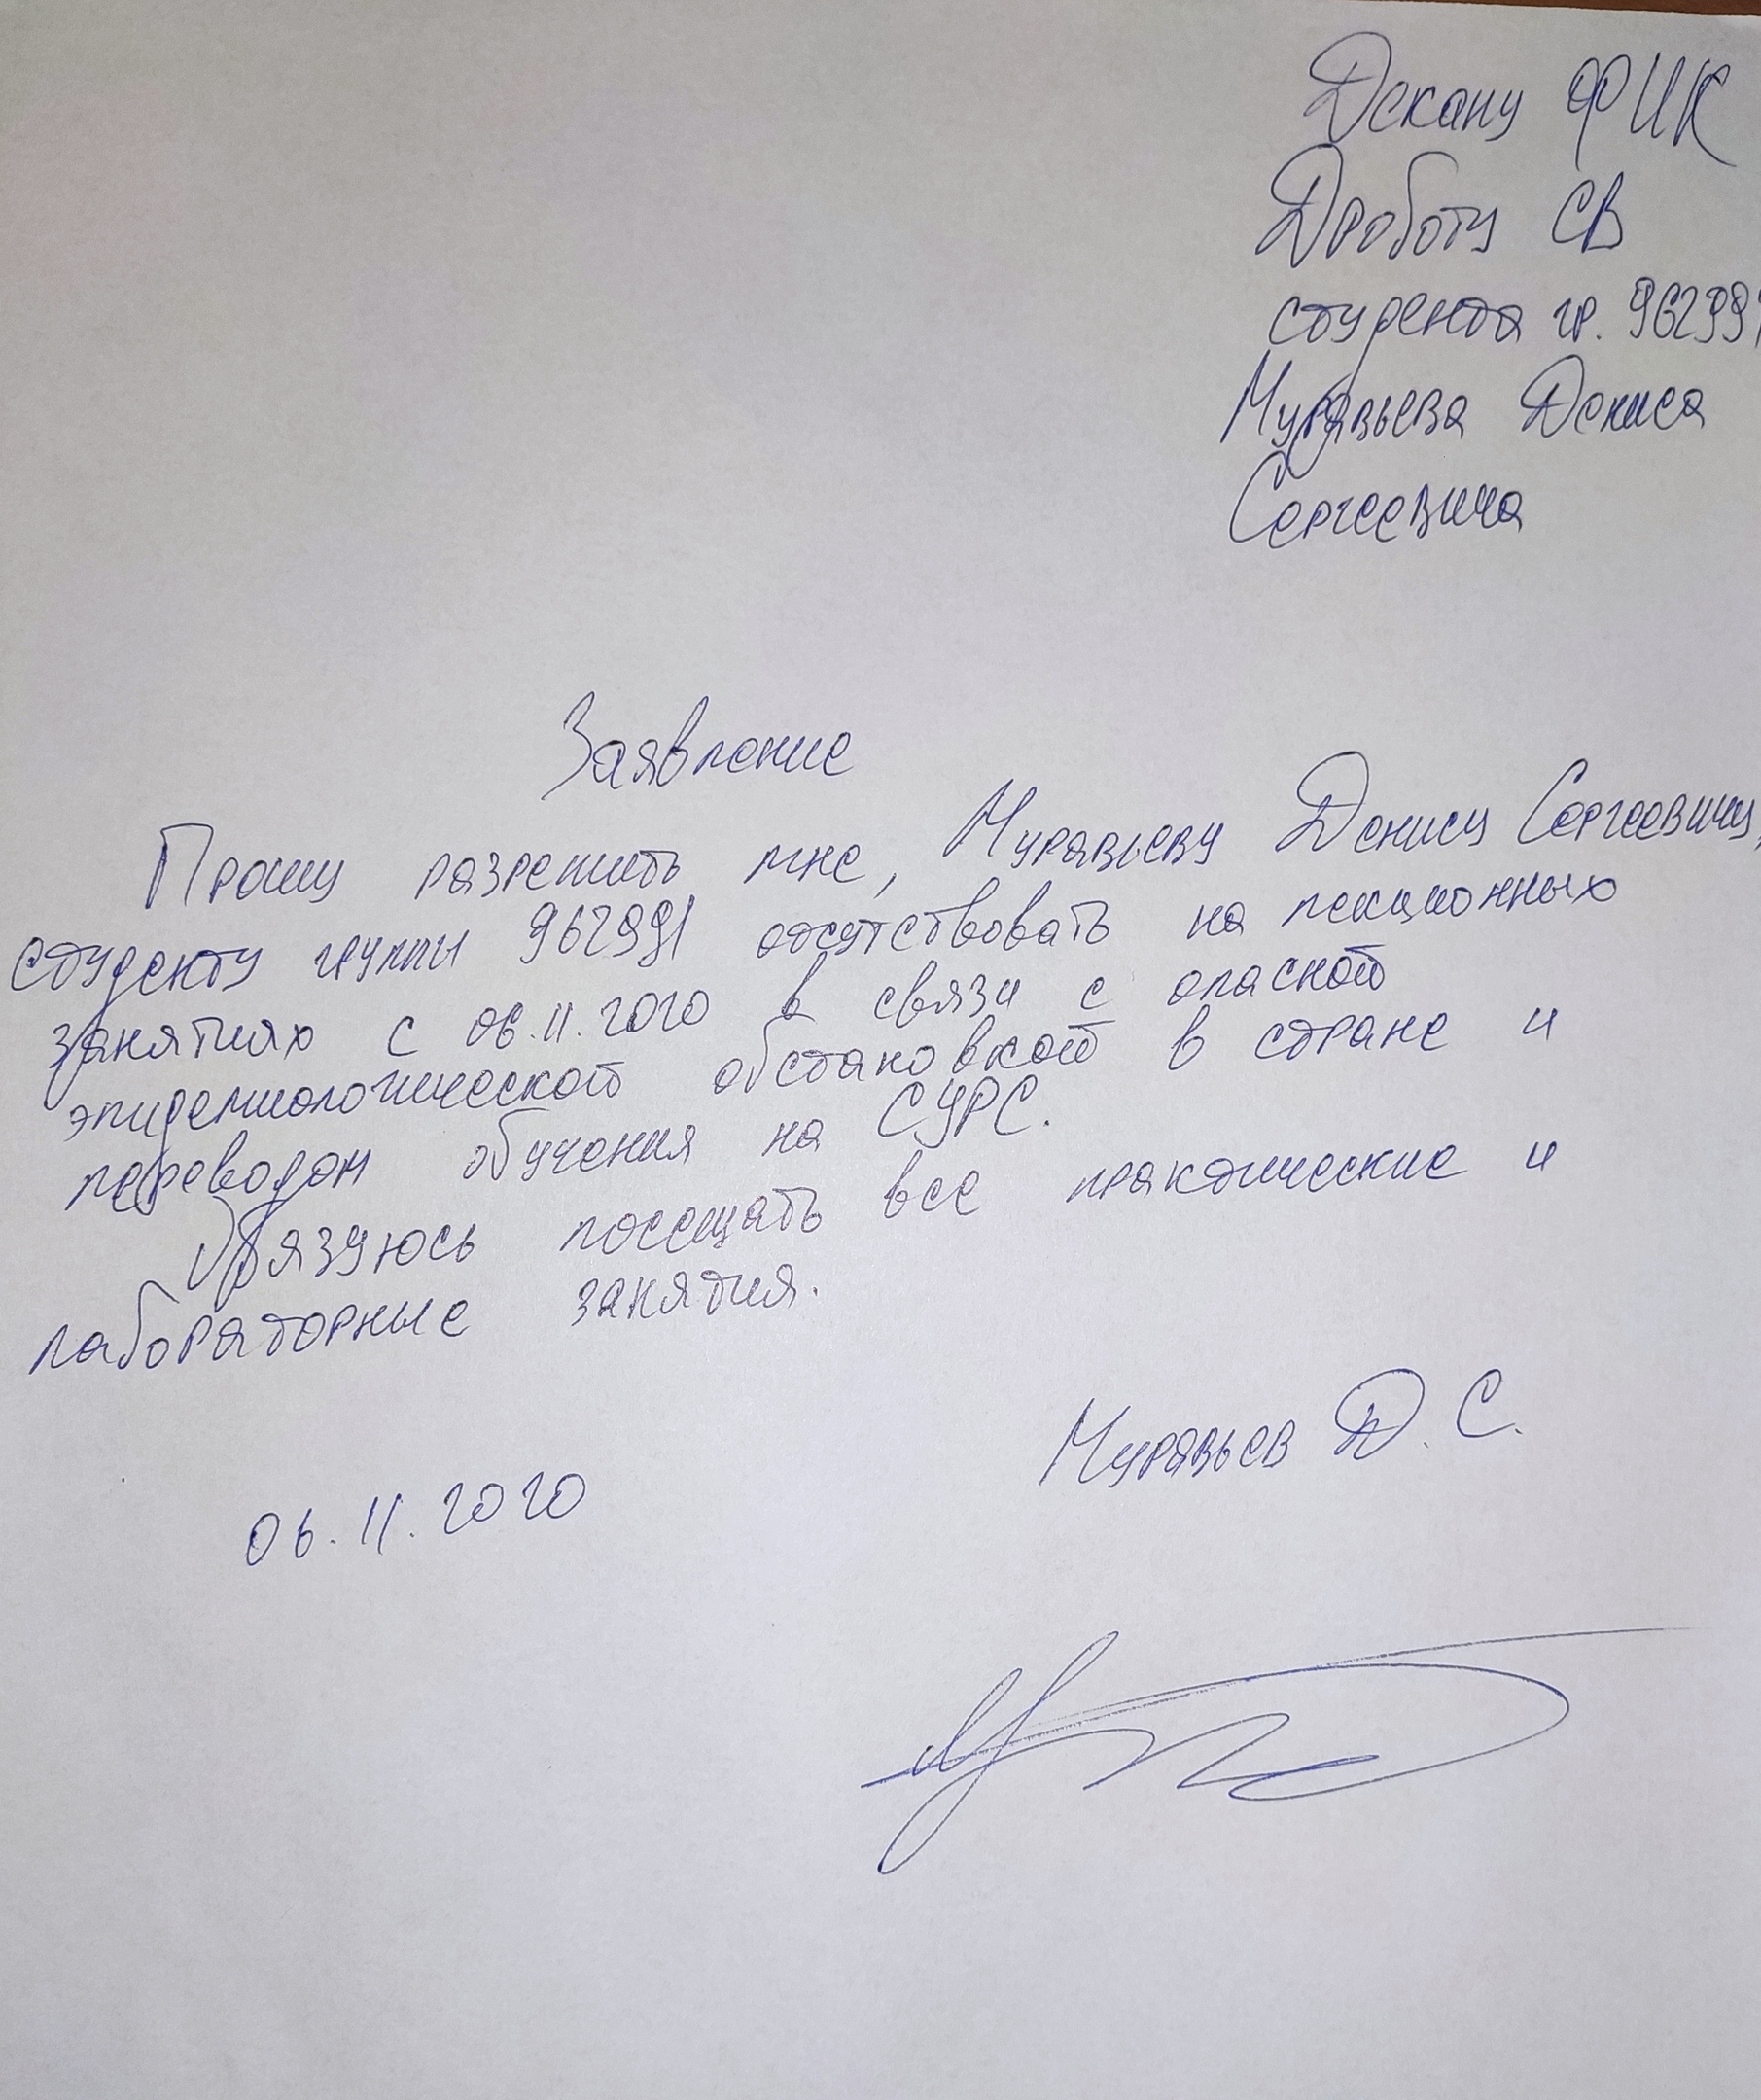 Декану ФИК
Дроботу СВ
студента гр. 962991
Муравьева Дениса
Сергеевича
Заявление
Прошу разрешить мне, Муравьеву Денису Сергеевичу,
студенту группы 962991 отсутствовать на лекционных
занятиях с 06.11.2020 в связи с опасной
эпидемиологической обстановкой в стране и
переводом обучения на СУРС.
Обязуюсь посещать все практические и
лабораторные занятия.
Муравьев Д. С.
06.11.2020